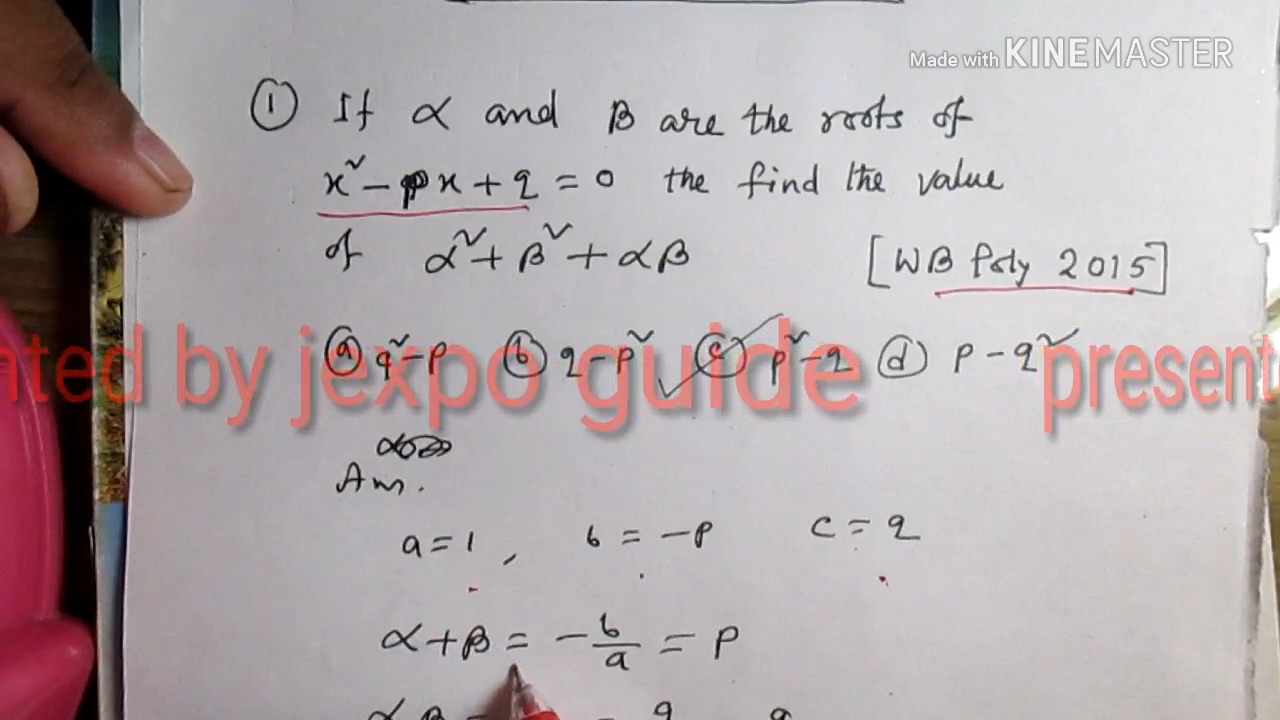 Made with KINEMASTER
① If α and β are the roots of
x² - px + q = 0 the find the value
of α² + β² + αβ [WB Poly 2015]
ⓐ q² - p ⓑ q - p² ⓒ p² - q ⓓ p - q²
nted by jexpo guide present
Ans.
a = 1 , b = -p c = q
α + β = - b/a = p